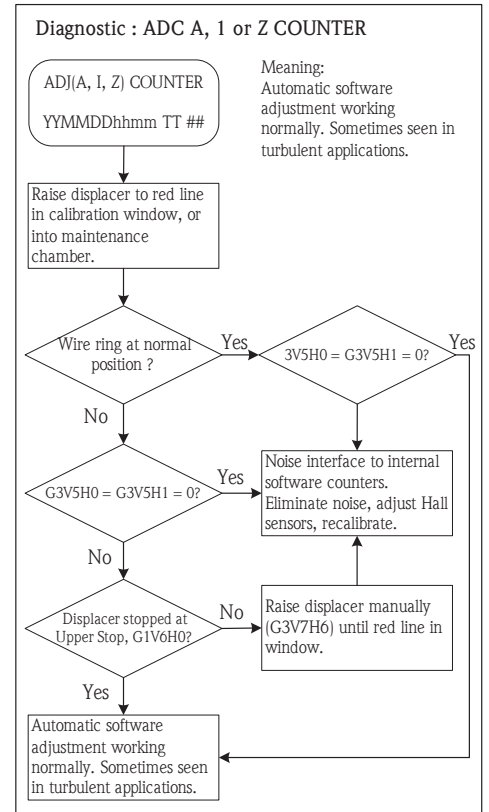 Diagnostic : ADC A, 1 or Z COUNTER
ADJ(A, I, Z) COUNTER
YYMMDDhhmm TT ##
Meaning:
Automatic software
adjustment working
normally. Sometimes seen in
turbulent applications.
Raise displacer to red line
in calibration window, or
into maintenance
chamber.
Wire ring at normal
position ?
Yes
3V5H0 = G3V5H1 = 0?
Yes
No
G3V5H0 = G3V5H1 = 0?
Yes
Noise interface to internal
software counters.
Eliminate noise, adjust Hall
sensors, recalibrate.
No
Displacer stopped at
Upper Stop, G1V6H0?
No
Raise displacer manually
(G3V7H6) until red line in
window.
Yes
Automatic software
adjustment working
normally. Sometimes seen
in turbulent applications.